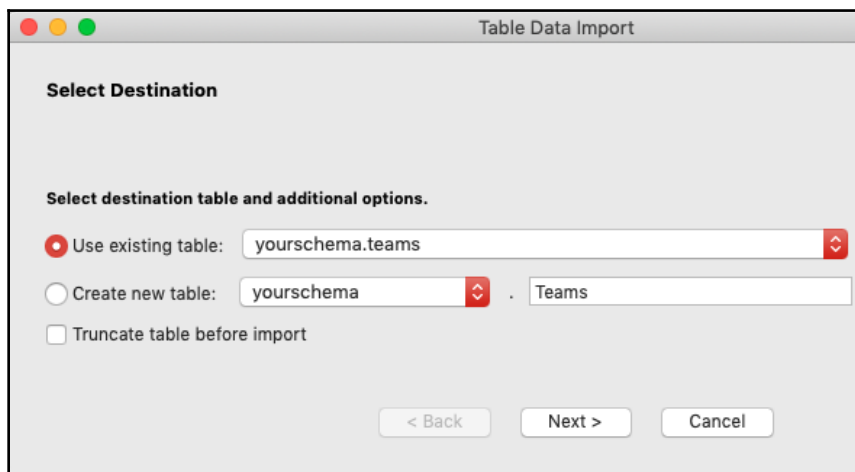 Table Data Import
Select Destination
Select destination table and additional options.
Use existing table: yourschema.teams
Create new table: yourschema . Teams
Truncate table before import
< Back Next > Cancel